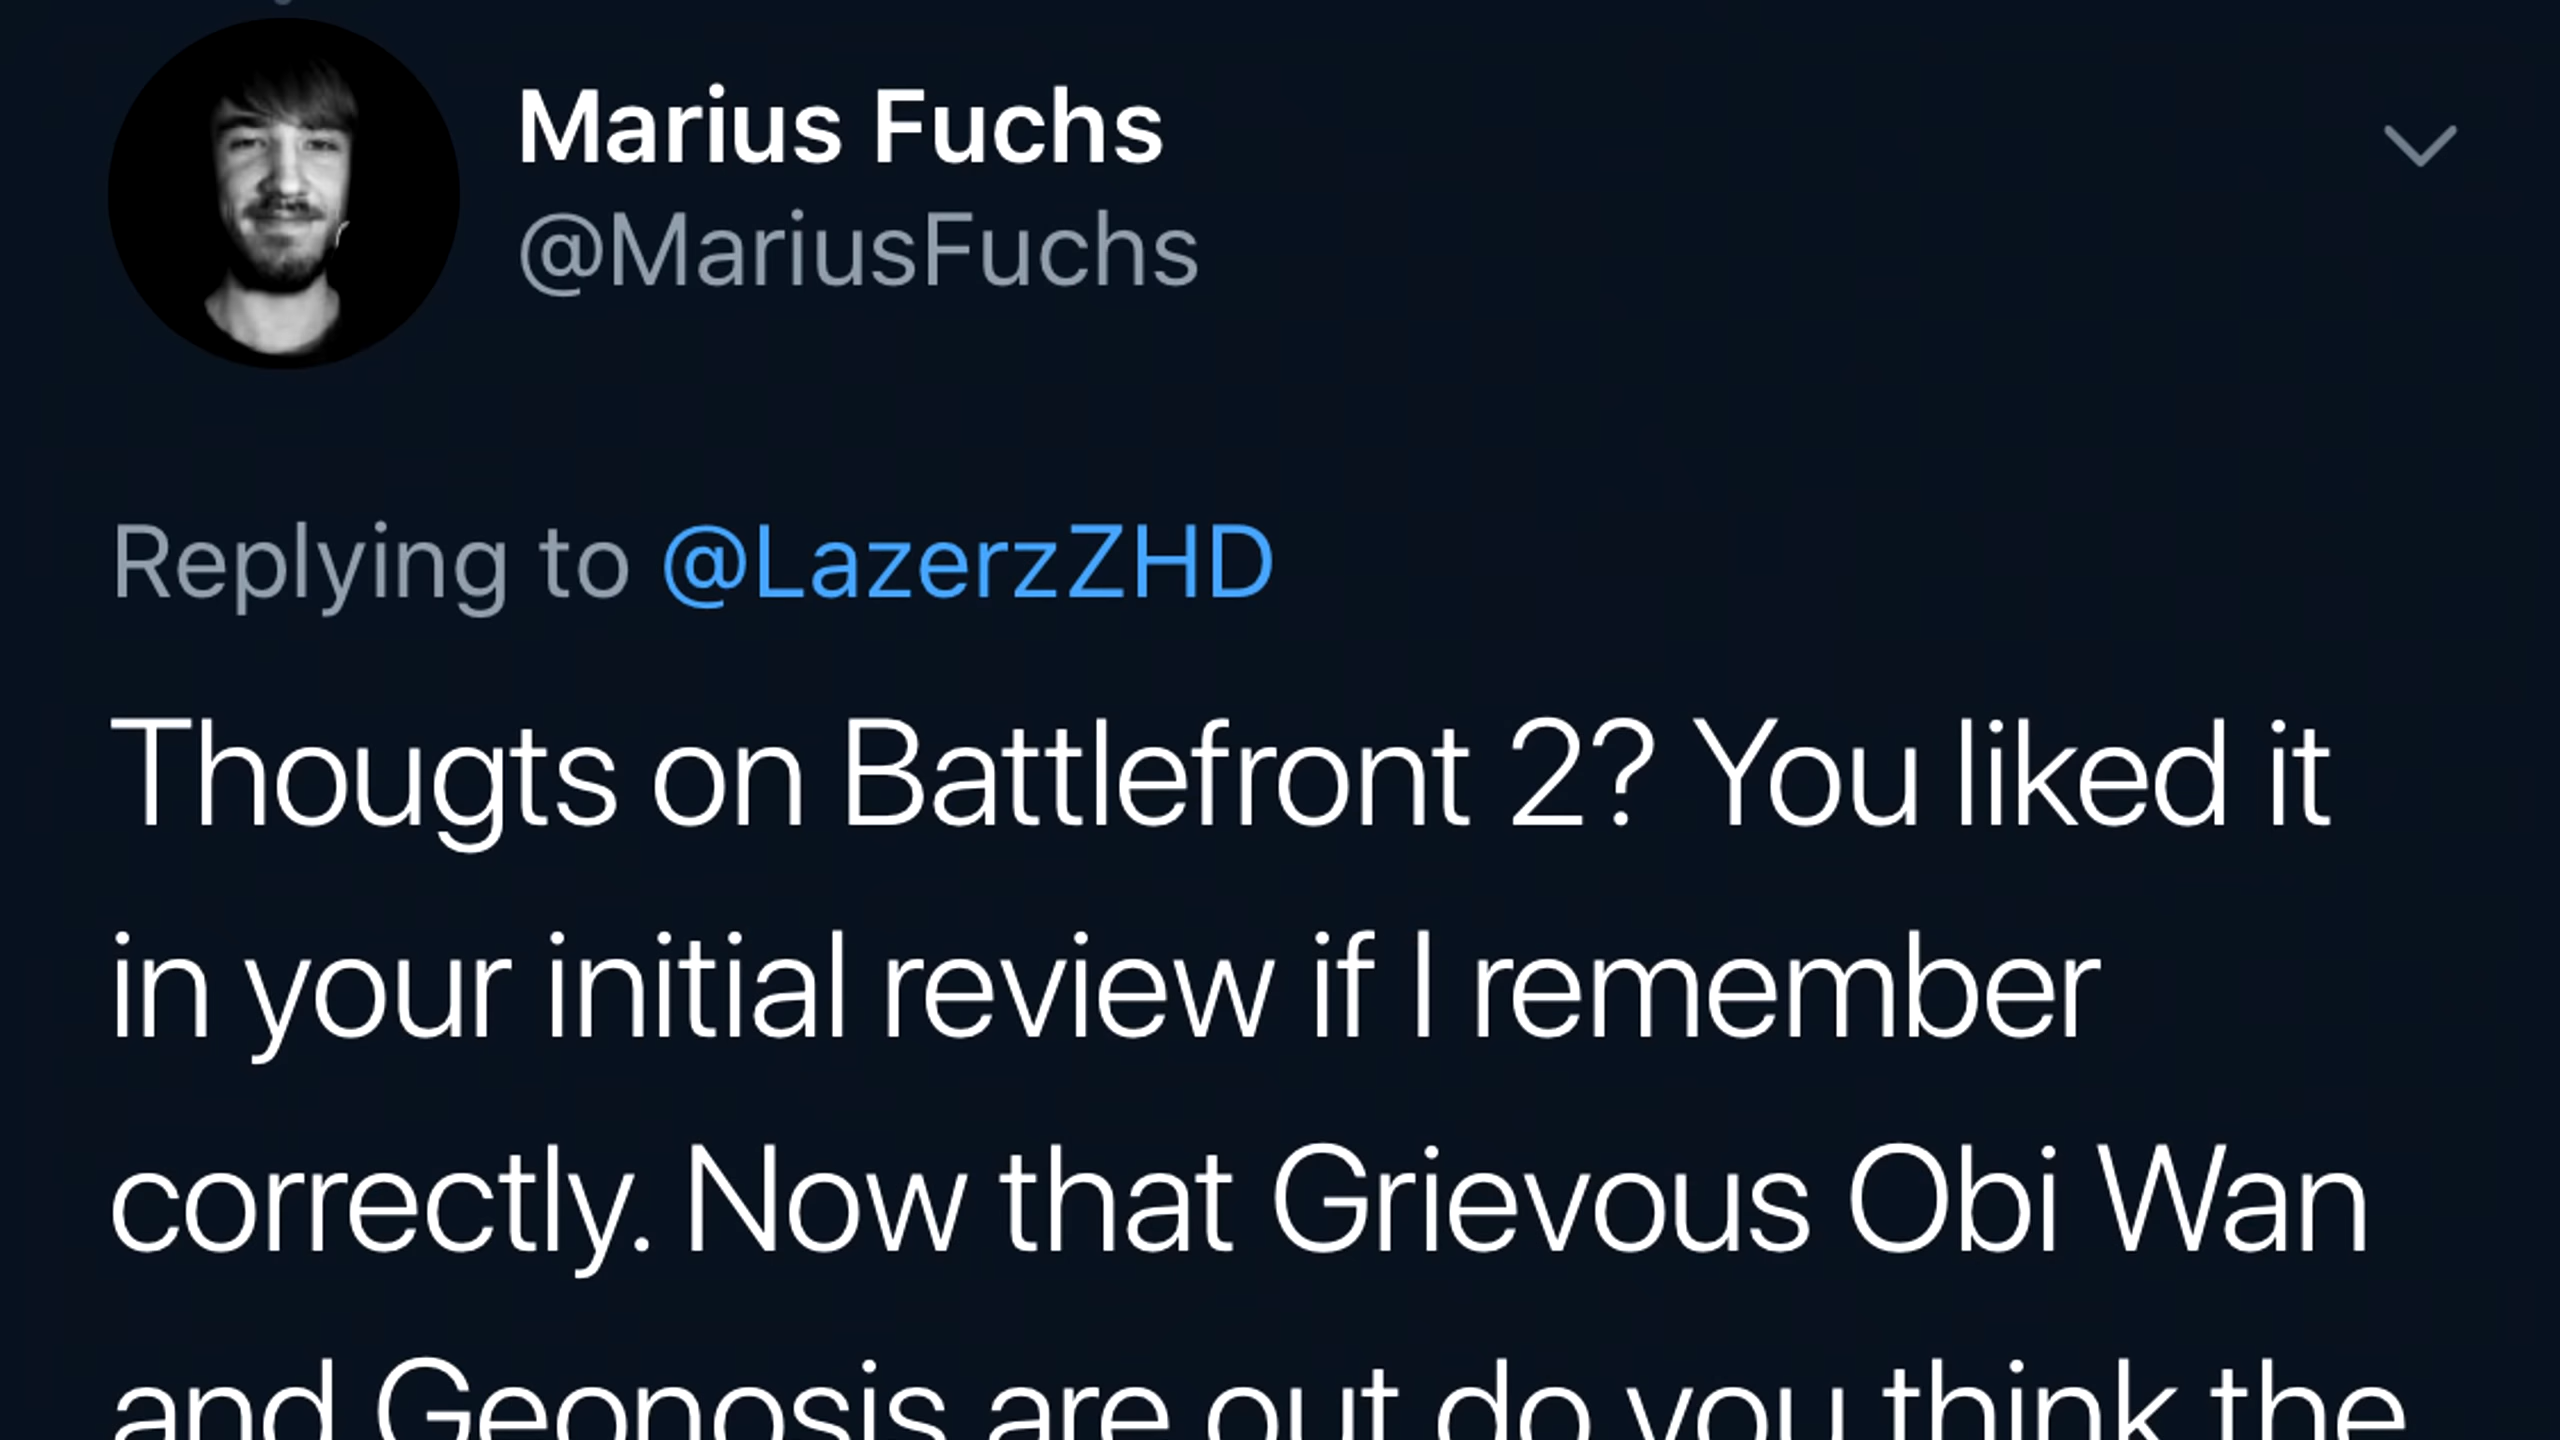 Marius Fuchs
@MariusFuchs
Replying to @LazerzZHD
Thougts on Battlefront 2? You liked it
in your initial review if I remember
correctly. Now that Grievous Obi Wan
and Geonosis are out do you think the